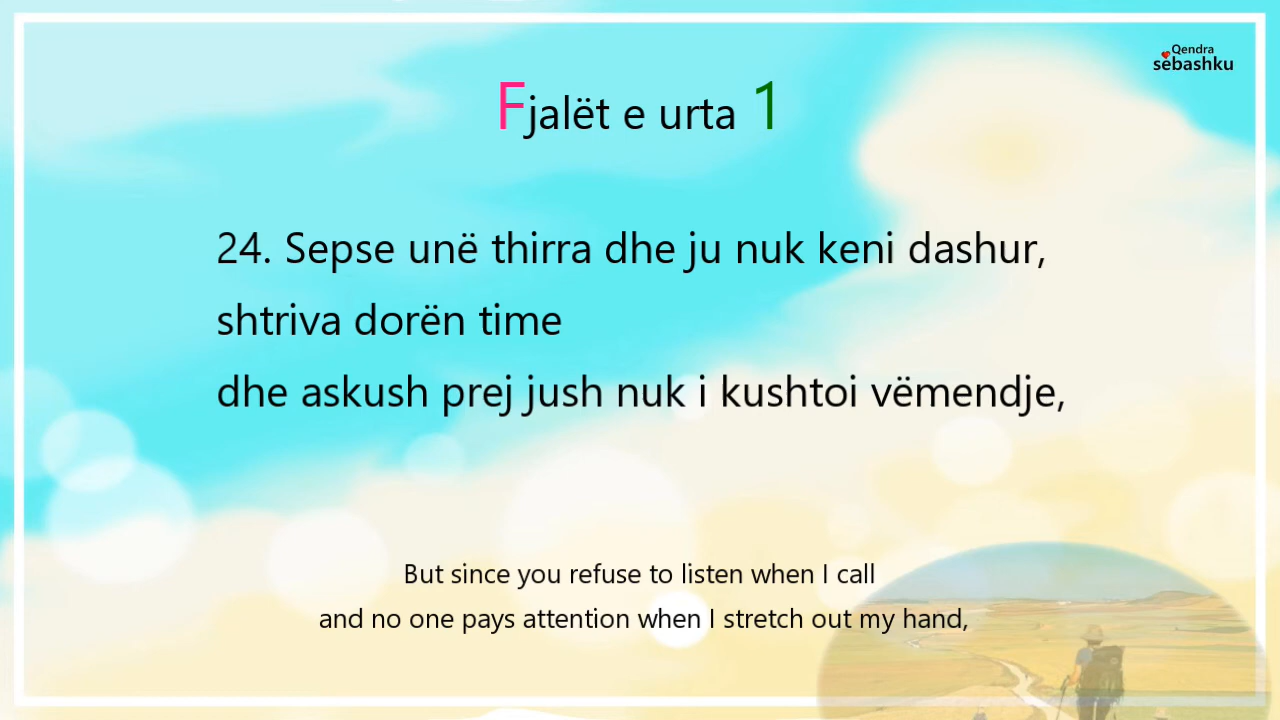 Qendra
sëbashku
Fjalët e urta 1
24. Sepse unë thirra dhe ju nuk keni dashur,
shtriva dorën time
dhe askush prej jush nuk i kushtoi vëmendje,
But since you refuse to listen when I call
and no one pays attention when I stretch out my hand,